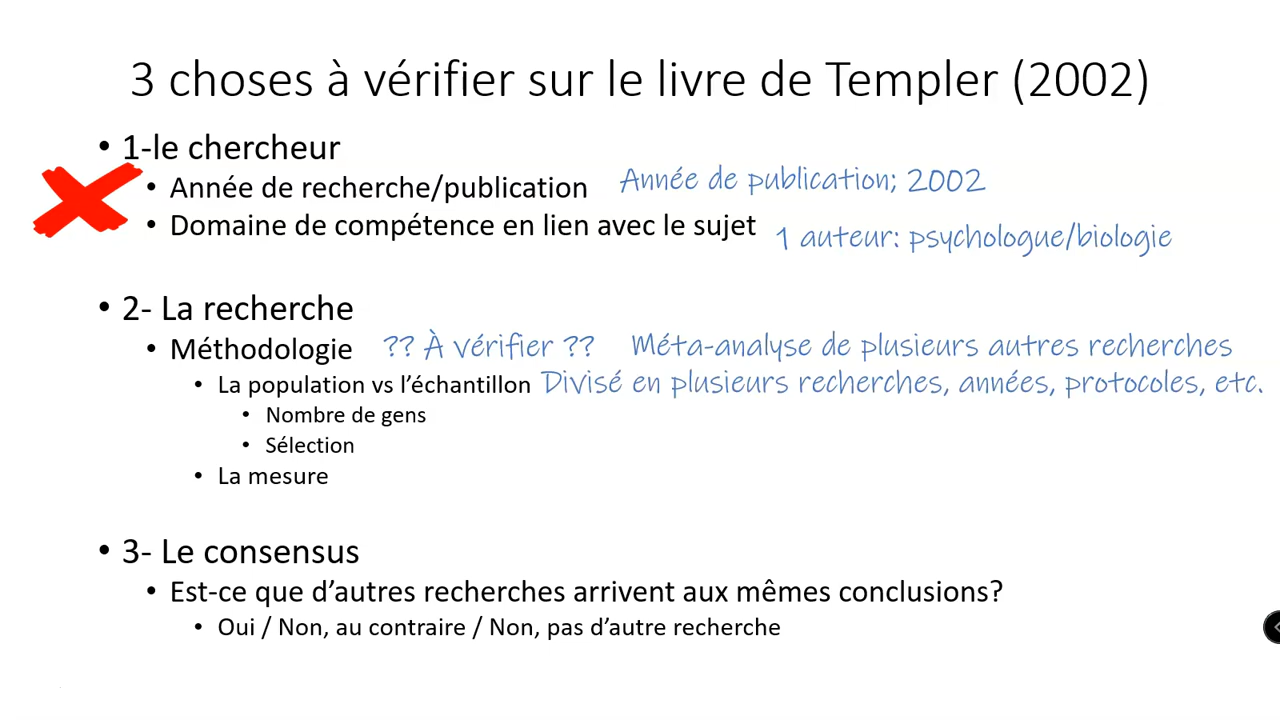 3 choses à vérifier sur le livre de Templer (2002)
• 1-le chercheur
• Année de recherche/publication Année de publication; 2002
• Domaine de compétence en lien avec le sujet 1 auteur: psychologue/biologie
• 2- La recherche
• Méthodologie ?? À vérifier ?? Méta-analyse de plusieurs autres recherches
• La population vs l'échantillon Divisé en plusieurs recherches, années, protocoles, etc.
• Nombre de gens
• Sélection
• La mesure
• 3- Le consensus
• Est-ce que d'autres recherches arrivent aux mêmes conclusions?
• Oui / Non, au contraire / Non, pas d'autre recherche